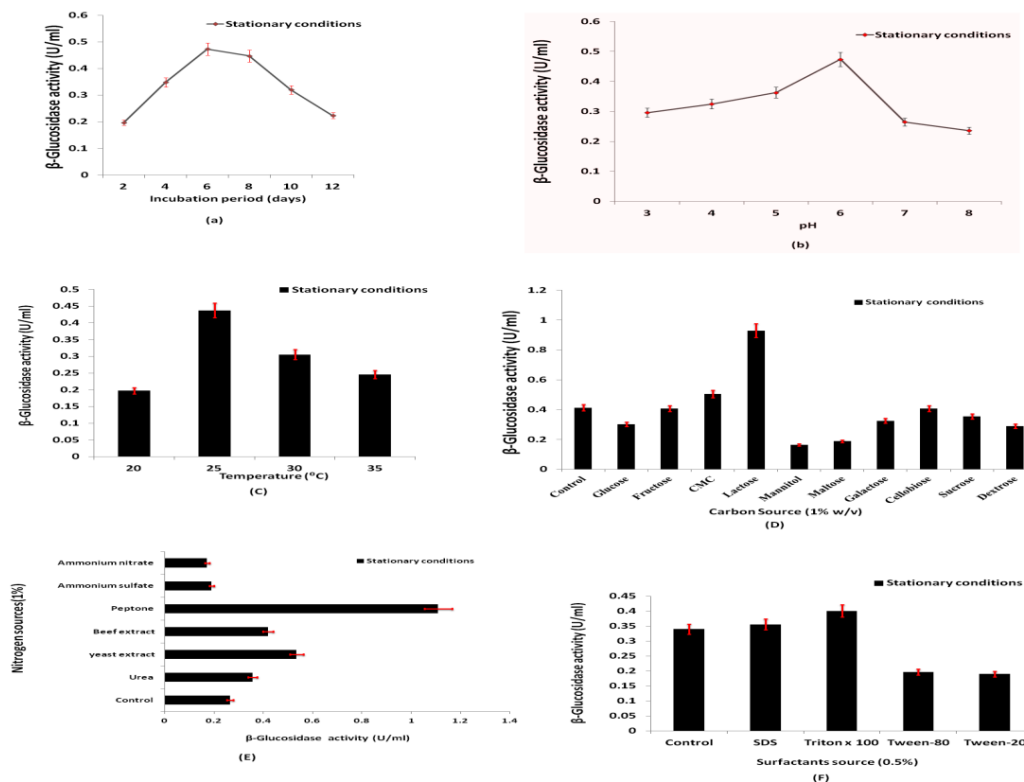 Stationary conditions
β-Glucosidase activity (U/ml)
0.6
0.5
0.4
0.3
0.2
0.1
0
2 4 6 8 10 12
Incubation period (days)
(a)
Stationary conditions
β-Glucosidase activity (U/ml)
0.6
0.5
0.4
0.3
0.2
0.1
0
3 4 5 6 7 8
pH
(b)
Stationary conditions
β-Glucosidase activity (U/ml)
0.5
0.45
0.4
0.35
0.3
0.25
0.2
0.15
0.1
0.05
0
20 25 30 35
Temperature (°C)
(C)
Stationary conditions
β-Glucosidase activity (U/ml)
1.2
1
0.8
0.6
0.4
0.2
0
Control Glucose Fructose CMC Lactose Mannitol Maltose Galactose Cellobiose Sucrose Dextrose
Carbon Source (1% w/v)
(D)
Stationary conditions
Nitrogen sources(1%)
Ammonium nitrate
Ammonium sulfate
Peptone
Beef extract
yeast extract
Urea
Control
0 0.2 0.4 0.6 0.8 1 1.2 1.4
β-Glucosidase activity (U/ml)
(E)
Stationary conditions
β-Glucosidase activity (U/ml)
0.45
0.4
0.35
0.3
0.25
0.2
0.15
0.1
0.05
0
Control SDS Triton x 100 Tween-80 Tween-20
Surfactants source (0.5%)
(F)